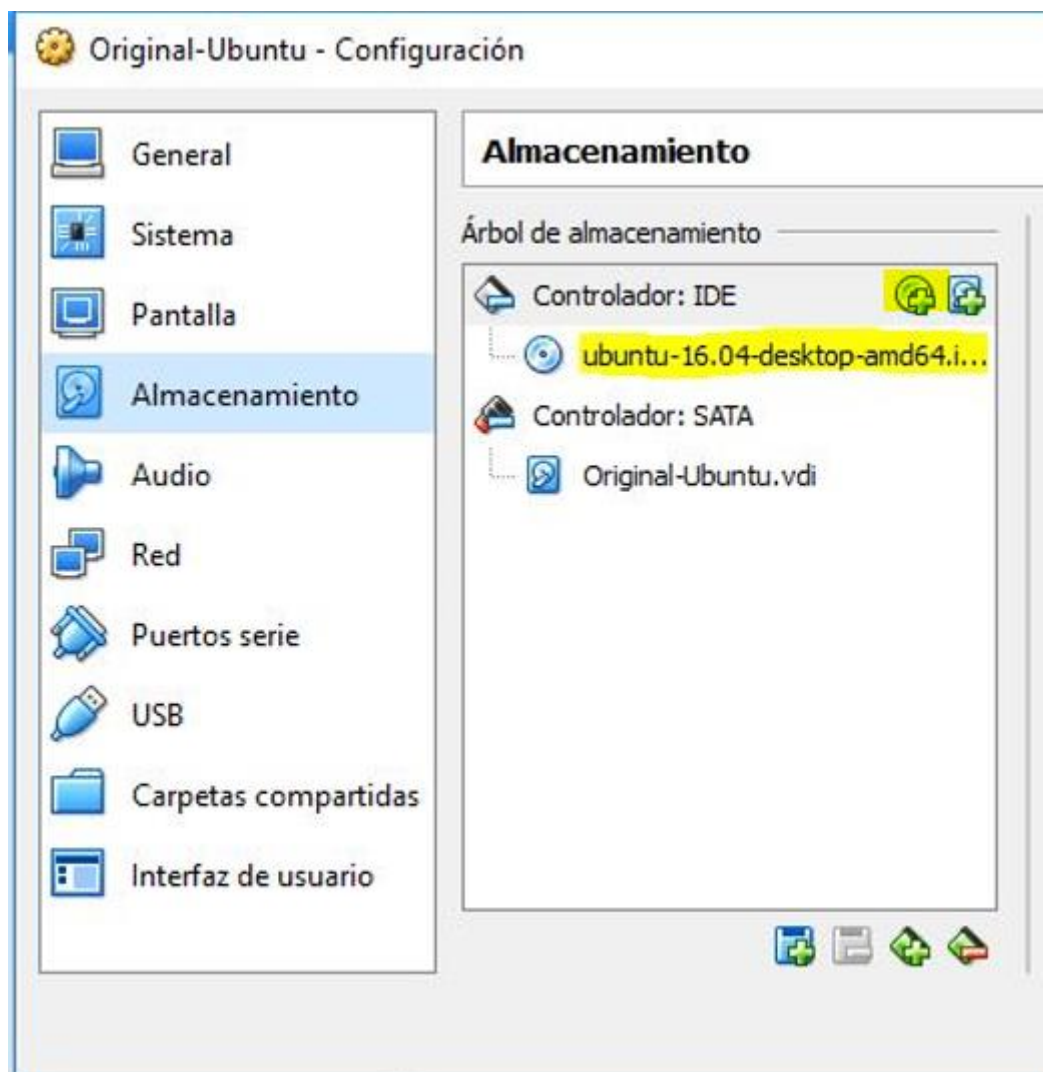 Original-Ubuntu - Configuración
General
Sistema
Pantalla
Almacenamiento
Audio
Red
Puertos serie
USB
Carpetas compartidas
Interfaz de usuario
Almacenamiento
Árbol de almacenamiento
Controlador: IDE
ubuntu-16.04-desktop-amd64.i...
Controlador: SATA
Original-Ubuntu.vdi